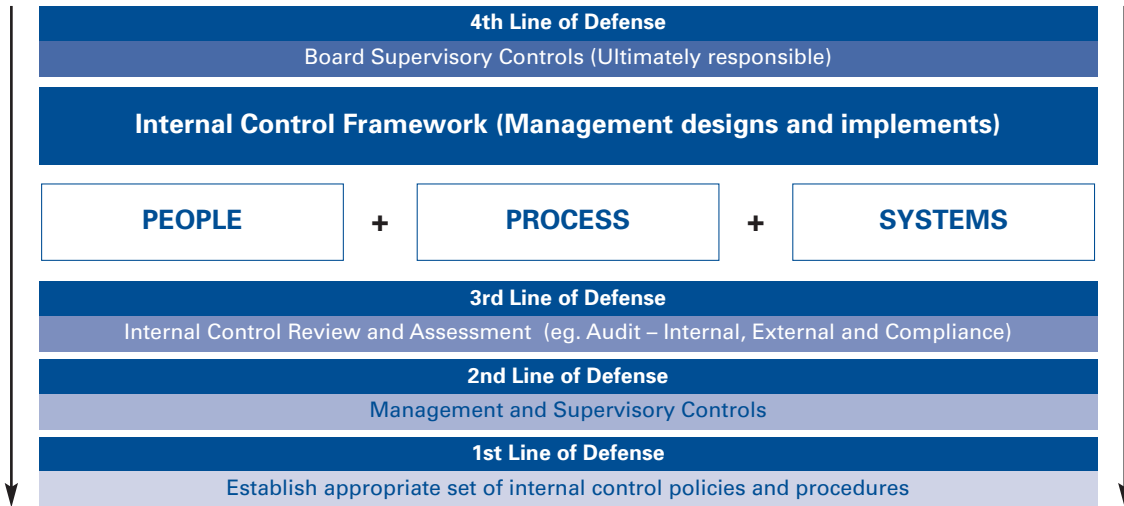 4th Line of Defense
Board Supervisory Controls (Ultimately responsible)
Internal Control Framework (Management designs and implements)
PEOPLE + PROCESS + SYSTEMS
3rd Line of Defense
Internal Control Review and Assessment (eg. Audit – Internal, External and Compliance)
2nd Line of Defense
Management and Supervisory Controls
1st Line of Defense
Establish appropriate set of internal control policies and procedures